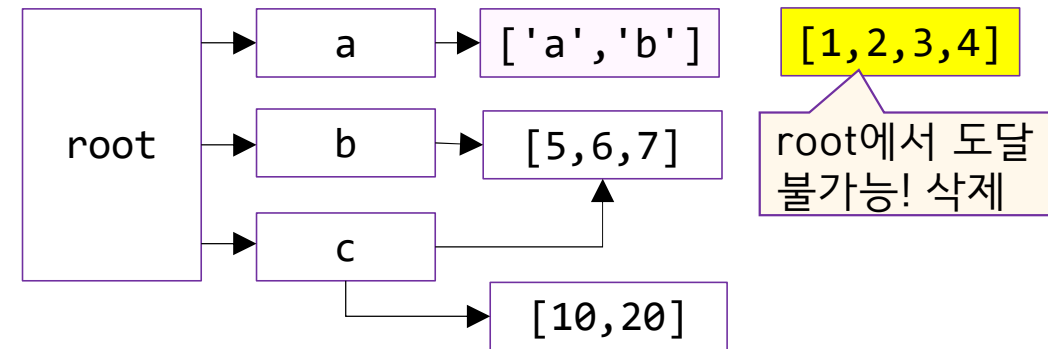 root
a
['a','b']
[1,2,3,4]
b
[5,6,7]
root에서 도달
불가능! 삭제
c
[10,20]